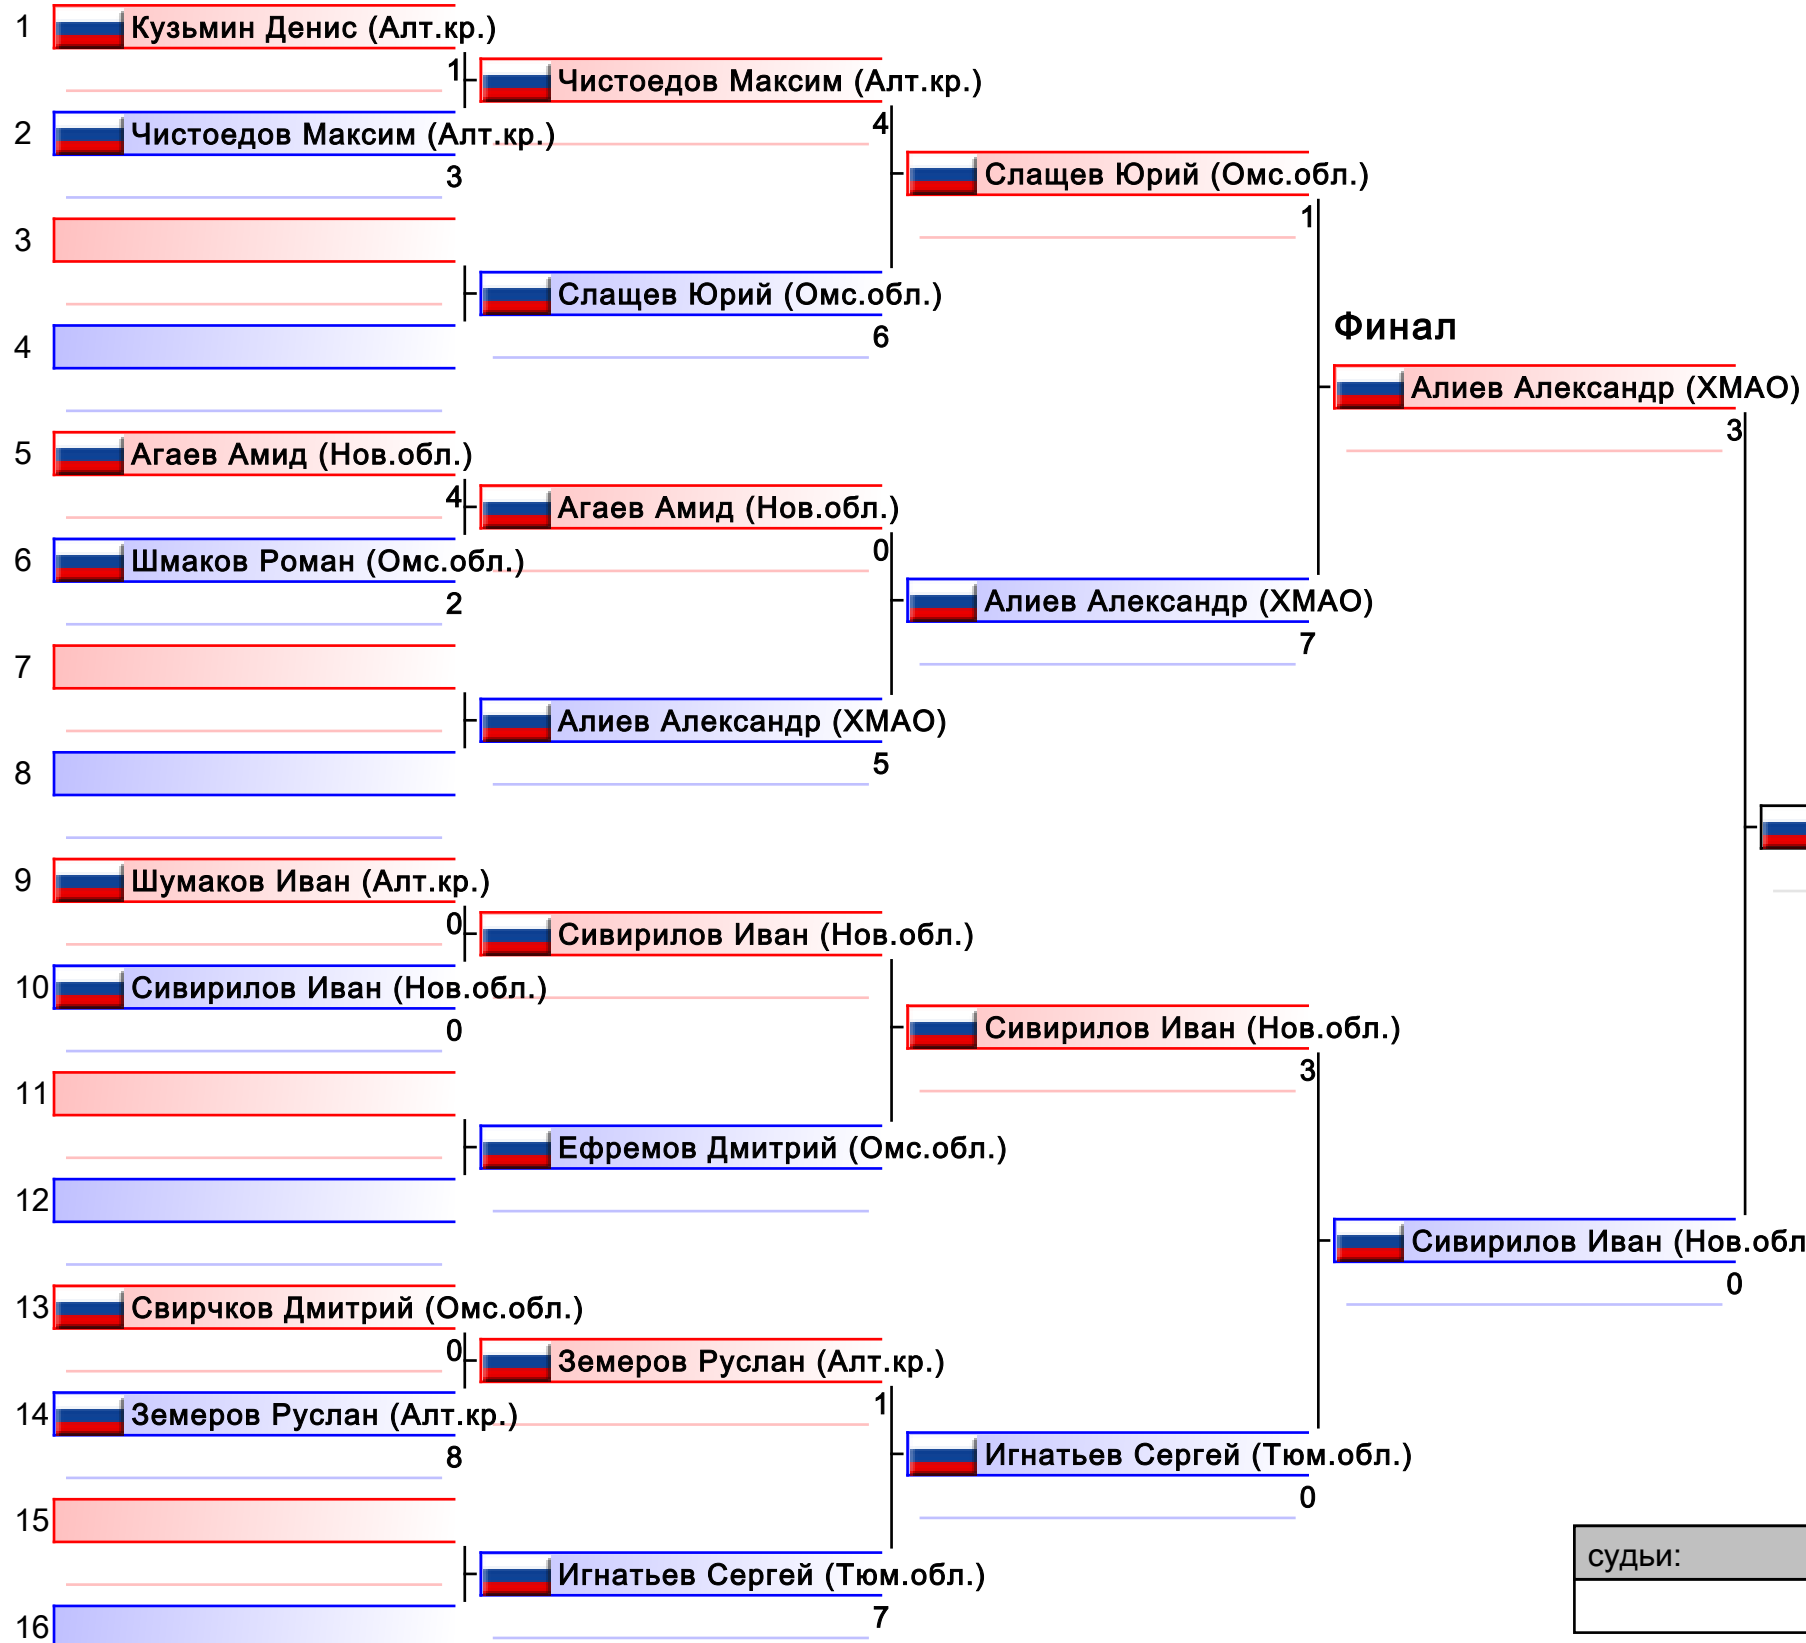 1 Кузьмин Денис (Алт.кр.)
1
Чистоедов Максим (Алт.кр.)
4
2 Чистоедов Максим (Алт.кр.)
3
Слащев Юрий (Омс.обл.)
1
3
Слащев Юрий (Омс.обл.)
6
4
Финал
Алиев Александр (ХМАО)
3
5 Агаев Амид (Нов.обл.)
4
Агаев Амид (Нов.обл.)
0
6 Шмаков Роман (Омс.обл.)
2
Алиев Александр (ХМАО)
7
7
Алиев Александр (ХМАО)
5
8
9 Шумаков Иван (Алт.кр.)
0
Сивирилов Иван (Нов.обл.)
10 Сивирилов Иван (Нов.обл.)
0
Сивирилов Иван (Нов.обл.)
3
11
Ефремов Дмитрий (Омс.обл.)
12
Сивирилов Иван (Нов.обл
0
13 Свирчков Дмитрий (Омс.обл.)
0
Земеров Руслан (Алт.кр.)
1
14 Земеров Руслан (Алт.кр.)
8
Игнатьев Сергей (Тюм.обл.)
0
15
Игнатьев Сергей (Тюм.обл.)
7
16
судьи: